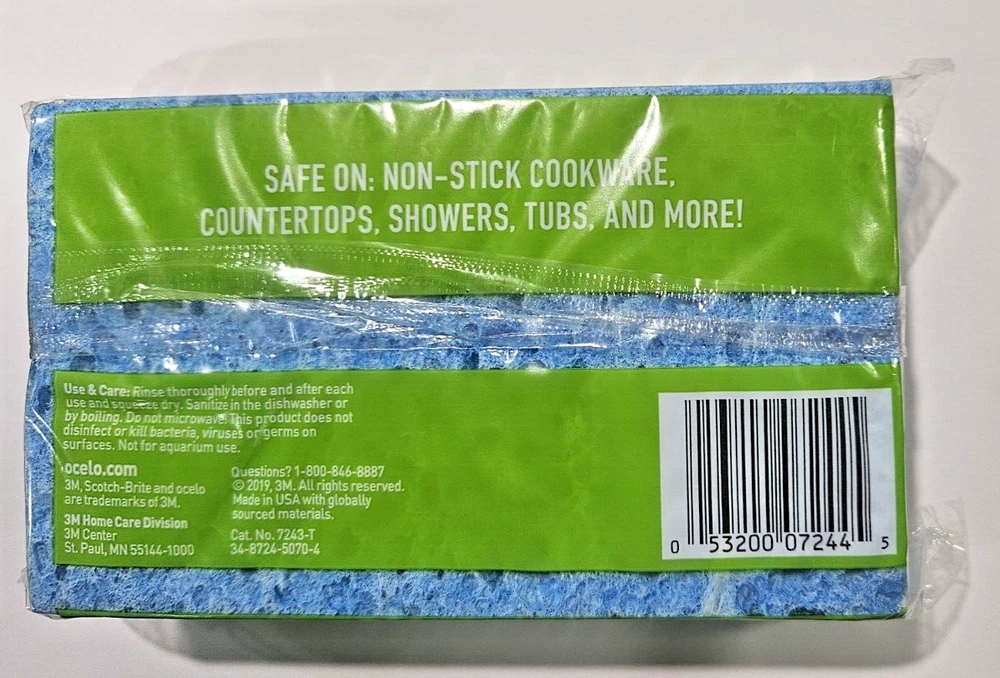 SAFE ON: NON-STICK COOKWARE,
COUNTERTOPS, SHOWERS, TUBS, AND MORE!
Use & Care: Rinse thoroughly before and after each
use and squeeze dry. Sanitize in the dishwasher or
by boiling. Do not microwave. This product does not
disinfect or kill bacteria, viruses or germs on
surfaces. Not for aquarium use.
ocelo.com
3M, Scotch-Brite and ocelo
are trademarks of 3M.
3M Home Care Division
3M Center
St. Paul, MN 55144-1000
Questions? 1-800-846-8887
© 2019, 3M. All rights reserved.
Made in USA with globally
sourced materials.
Cat. No. 7243-T
34-8724-5070-4
0 53200 07244 5